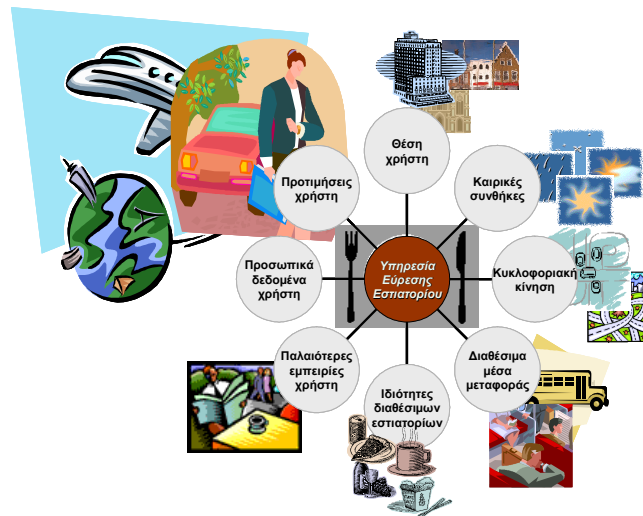 Θέση
χρήστη
Προτιμήσεις
χρήστη
Καιρικές
συνθήκες
Προσωπικά
δεδομένα
χρήστη
Υπηρεσία
Εύρεσης
Εστιατορίου
Κυκλοφοριακή
κίνηση
Παλαιότερες
εμπειρίες
χρήστη
Διαθέσιμα
μέσα
μεταφοράς
Ιδιότητες
διαθέσιμων
εστιατορίων